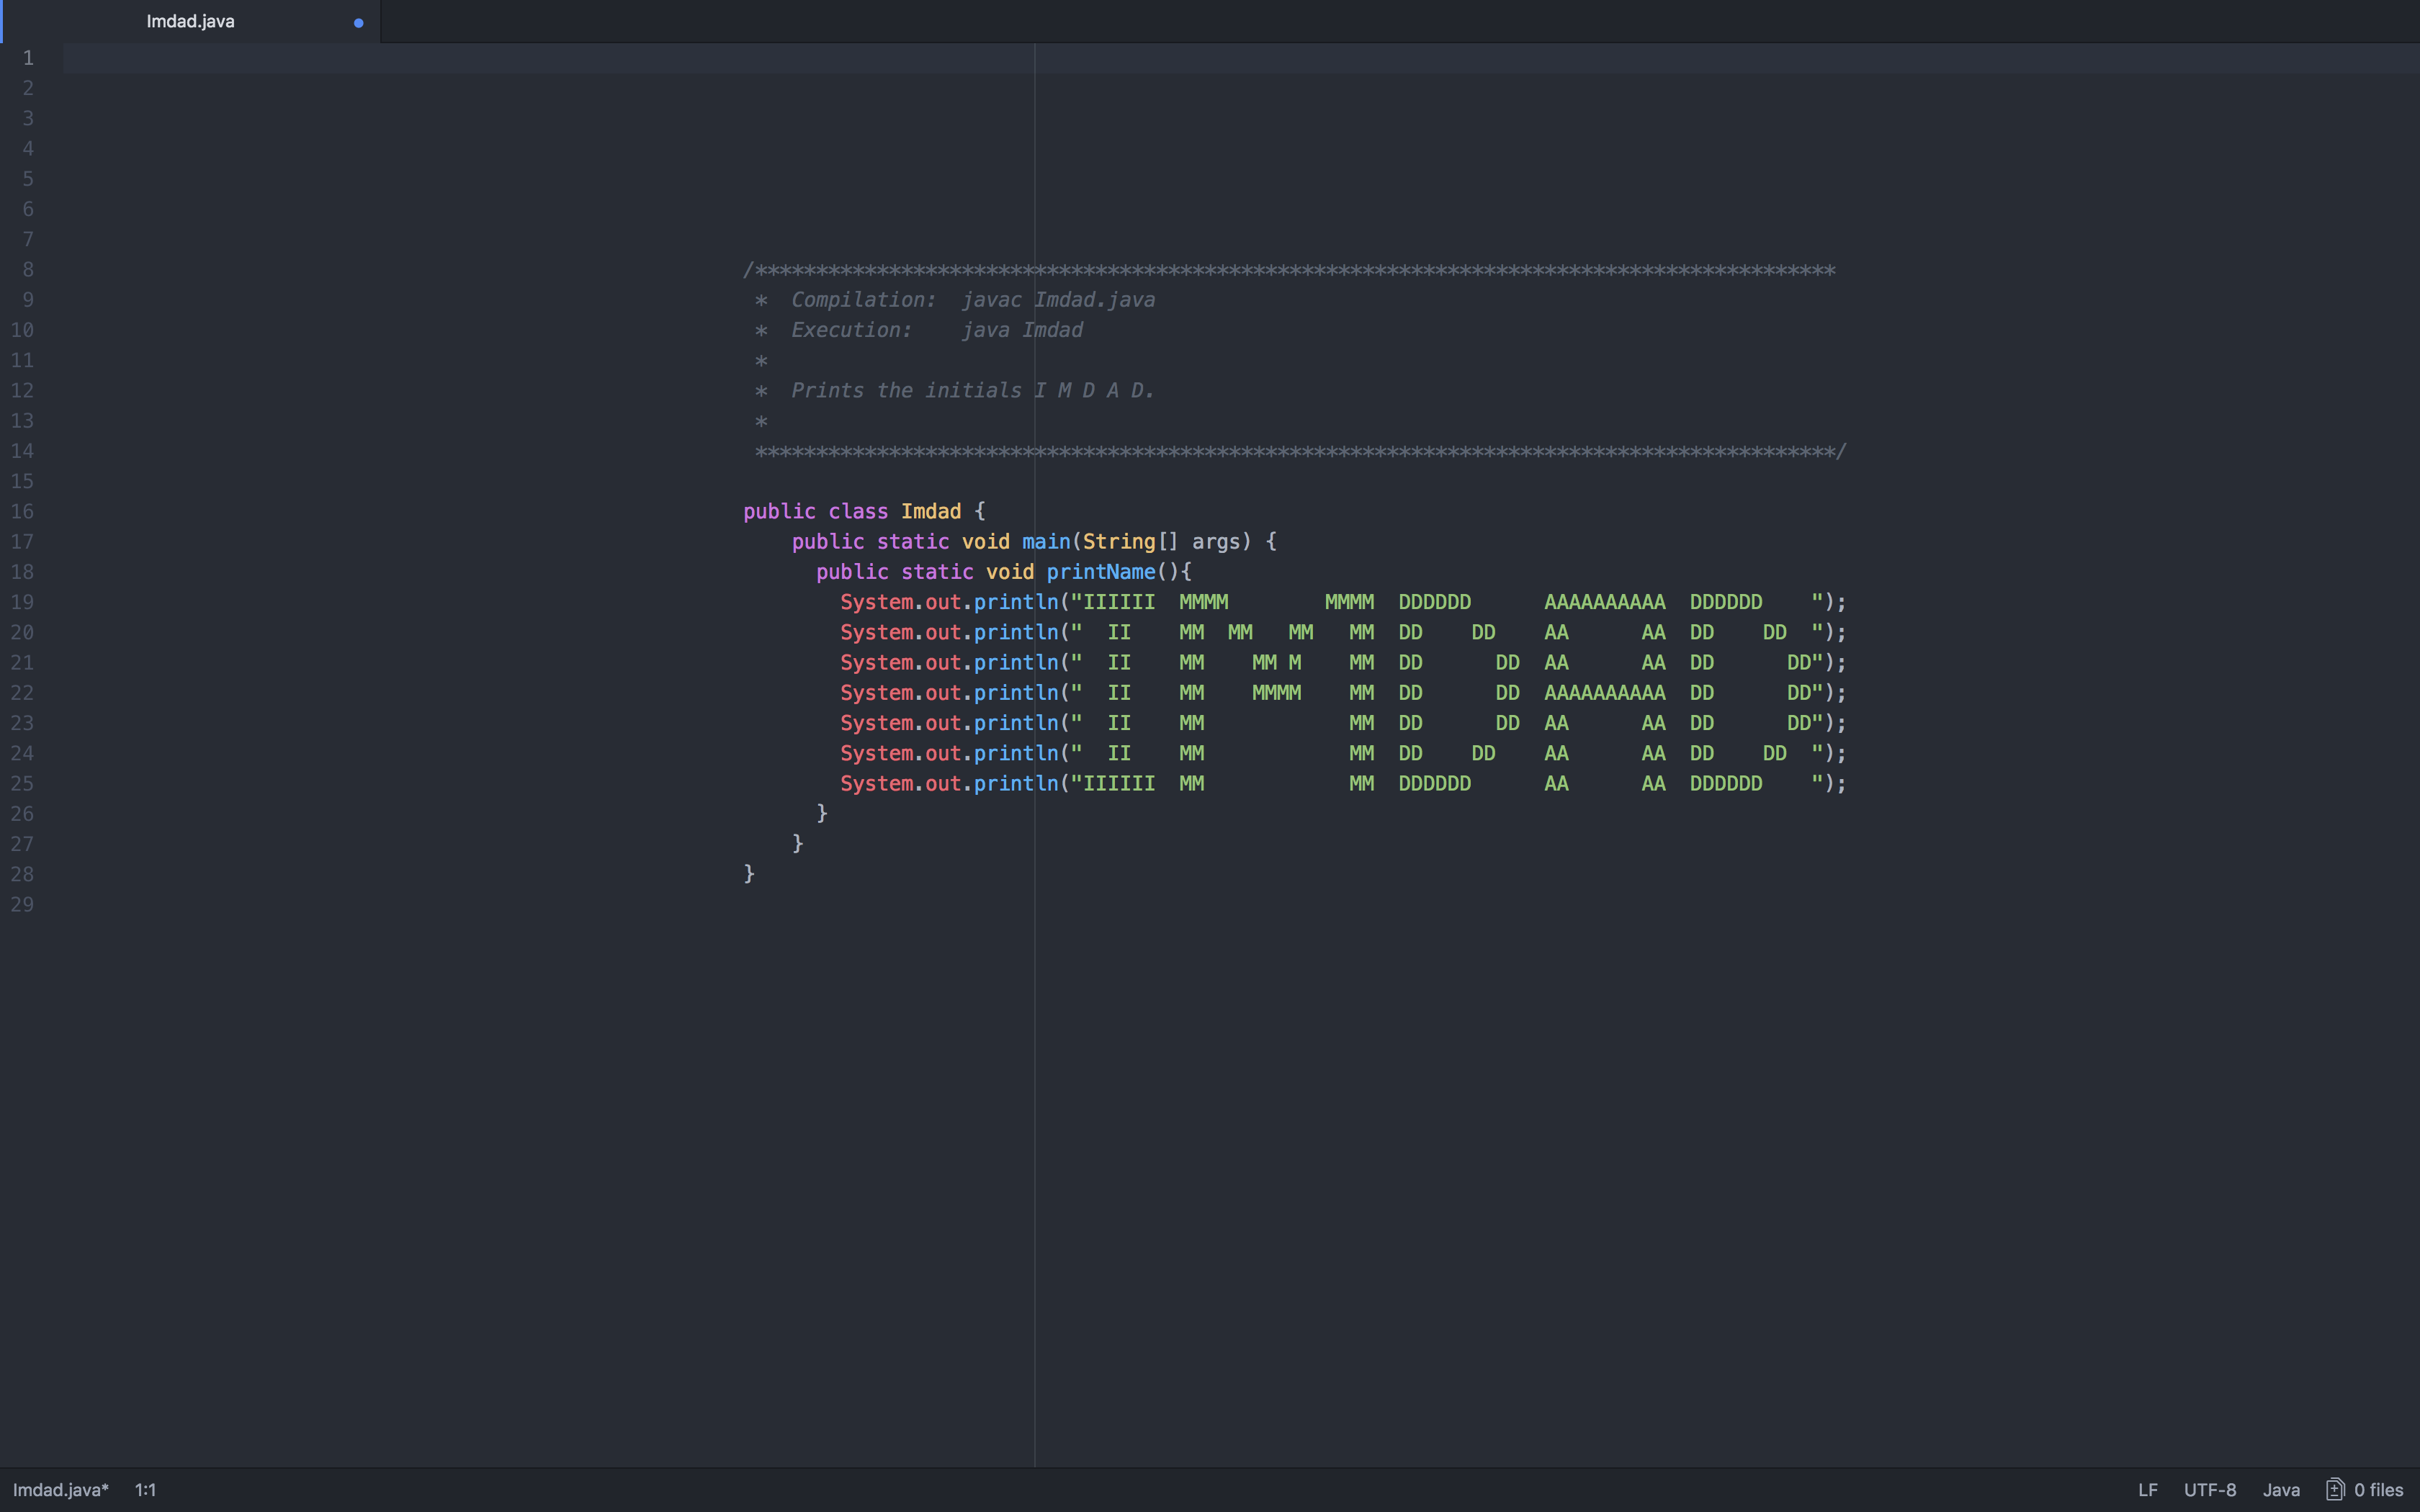 Imdad.java
1
2
3
4
5
6
7
8 /*****************************************************************************************
9  *  Compilation:  javac Imdad.java
10  *  Execution:    java Imdad
11  *
12  *  Prints the initials I M D A D.
13  *
14  *****************************************************************************************/
15
16 public class Imdad {
17     public static void main(String[] args) {
18       public static void printName(){
19         System.out.println("IIIIII  MMMM        MMMM  DDDDDD      AAAAAAAAAA  DDDDDD    ");
20         System.out.println("  II    MM  MM   MM   MM  DD    DD    AA      AA  DD    DD  ");
21         System.out.println("  II    MM    MM M    MM  DD      DD  AA      AA  DD      DD");
22         System.out.println("  II    MM    MMMM    MM  DD      DD  AAAAAAAAAA  DD      DD");
23         System.out.println("  II    MM            MM  DD      DD  AA      AA  DD      DD");
24         System.out.println("  II    MM            MM  DD    DD    AA      AA  DD    DD  ");
25         System.out.println("IIIIII  MM            MM  DDDDDD      AA      AA  DDDDDD    ");
26       }
27     }
28 }
29
Imdad.java* 1:1 LF UTF-8 Java 0 files